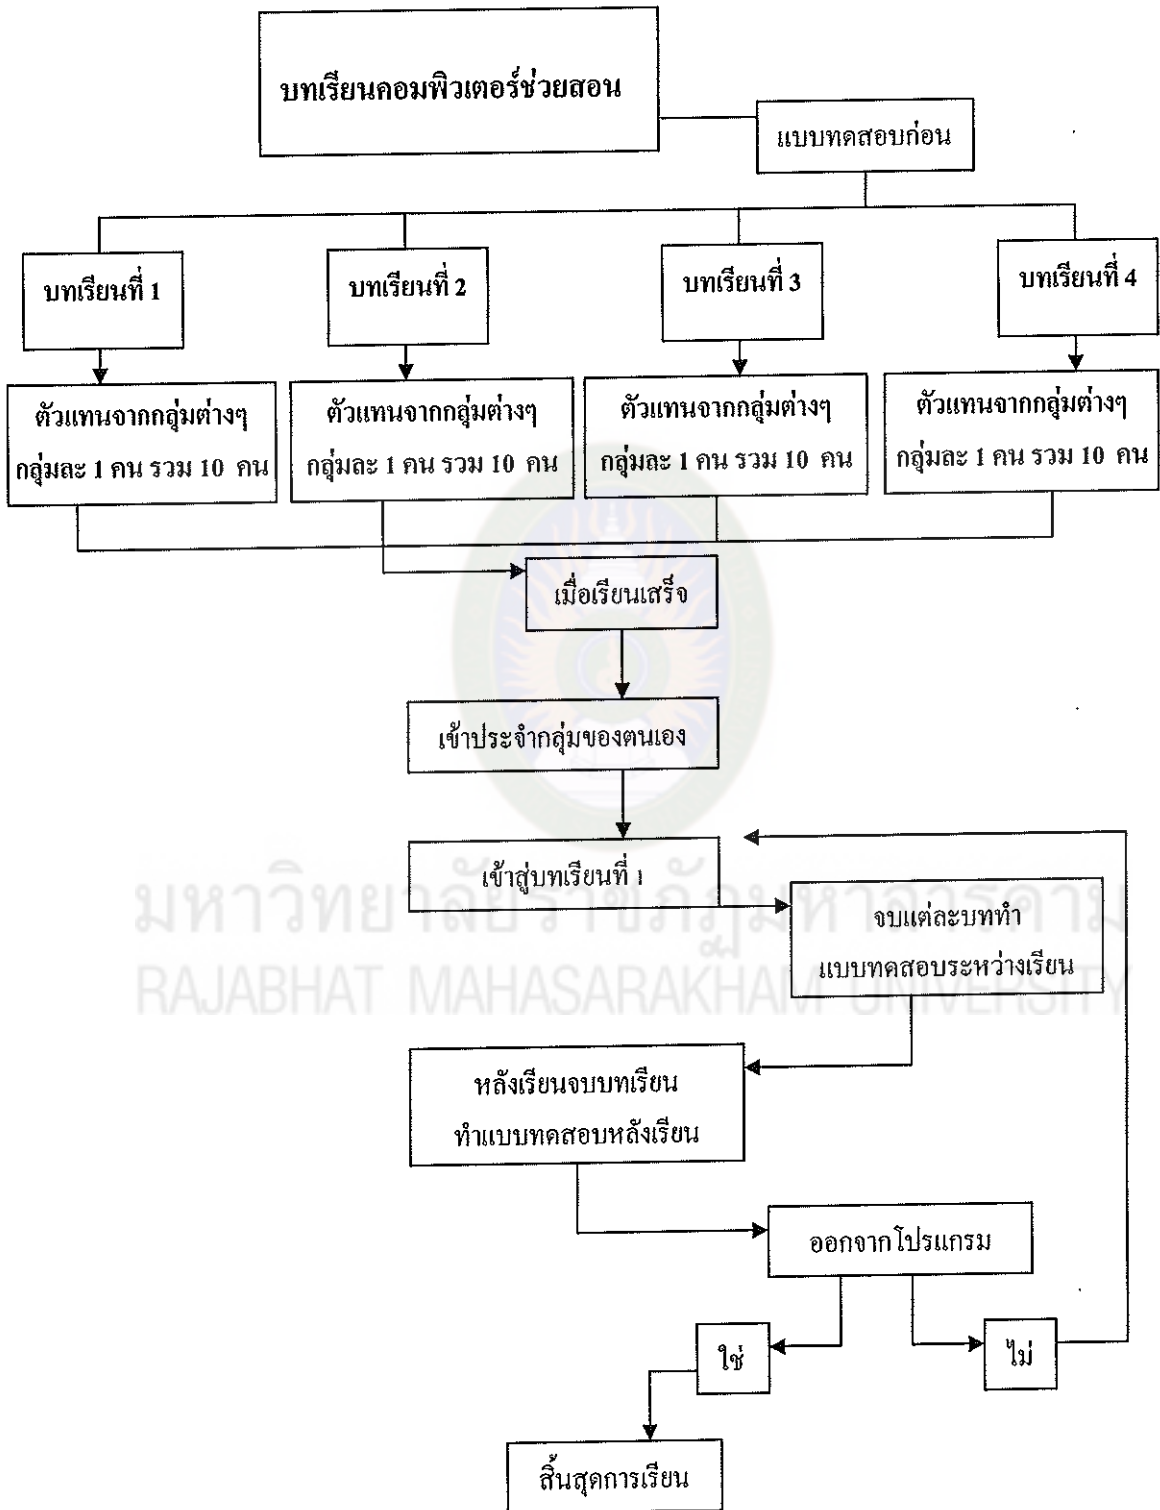 บทเรียนคอมพิวเตอร์ช่วยสอน
แบบทดสอบก่อน
บทเรียนที่ 1
บทเรียนที่ 2
บทเรียนที่ 3
บทเรียนที่ 4
ตัวแทนจากกลุ่มต่างๆ
กลุ่มละ 1 คน รวม 10 คน
ตัวแทนจากกลุ่มต่างๆ
กลุ่มละ 1 คน รวม 10 คน
ตัวแทนจากกลุ่มต่างๆ
กลุ่มละ 1 คน รวม 10 คน
ตัวแทนจากกลุ่มต่างๆ
กลุ่มละ 1 คน รวม 10 คน
เมื่อเรียนเสร็จ
เข้าประจำกลุ่มของตนเอง
เข้าสู่บทเรียนที่ 1
มหาวิทยาลัยราชภัฏมหาสารคาม
RAJABHAT MAHASARAKHAM UNIVERSITY
จบแต่ละบททำ
แบบทดสอบระหว่างเรียน
หลังเรียนจบบทเรียน
ทำแบบทดสอบหลังเรียน
ออกจากโปรแกรม
ใช่
ไม่
สิ้นสุดการเรียน